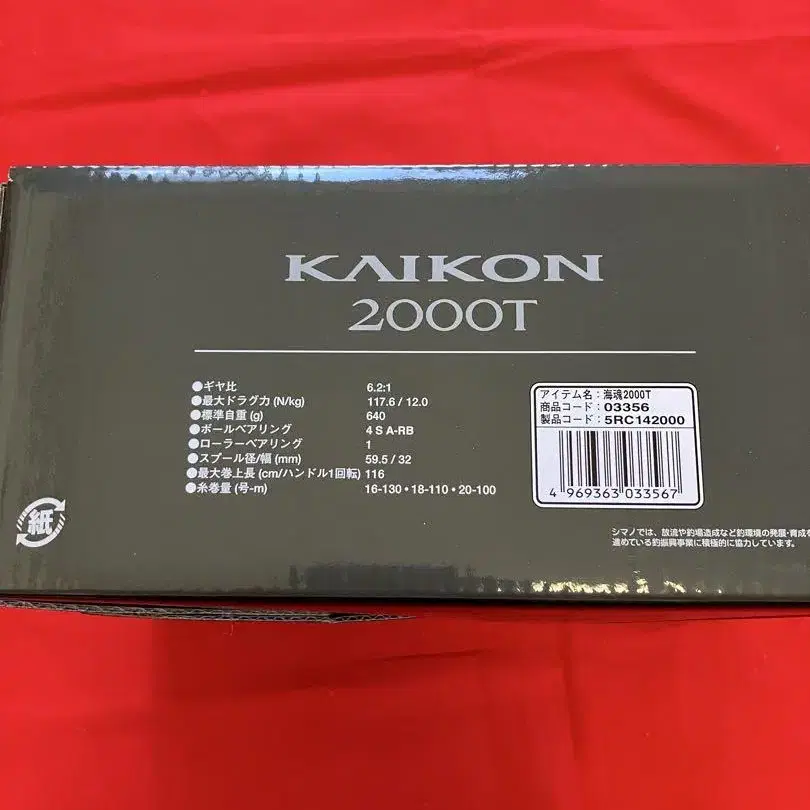 KAIKON
2000T
●ギヤ比 6.2:1
●最大ドラグ力 (N/kg) 117.6 / 12.0
●標準自重 (g) 640
●ボールベアリング 4 S A-RB
●ローラーベアリング 1
●スプール径/幅 (mm) 59.5 / 32
●最大巻上長 (cm/ハンドル1回転) 116
●糸巻量 (号-m) 16-130・18-110・20-100
アイテム名：海魂2000T
商品コード：03356
製品コード：5RC142000
4 969363 033567
紙
シマノでは、放流や釣場造成など釣環境の発展・育成を
進めている釣振興事業に積極的に協力しています。